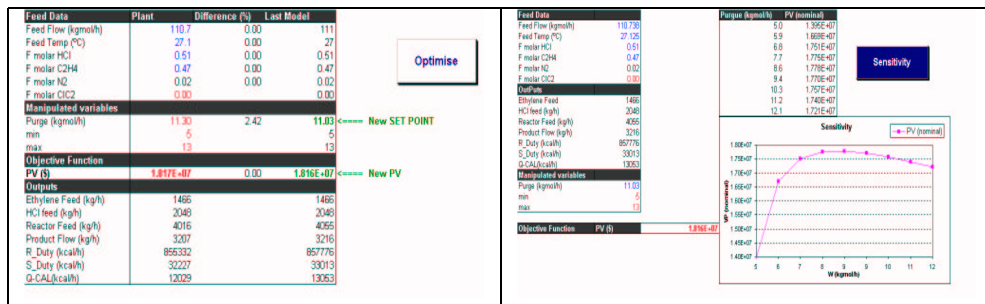 Feed Data Plant Difference (%) Last Model
Feed Flow (kgmol/h) 110.7 0.00 111
Feed Temp (ºC) 27.1 0.00 27
F molar HCl 0.51 0.00 0.51
F molar C2H4 0.47 0.00 0.47
F molar N2 0.02 0.00 0.02
F molar ClC2 0.00 0.00
Manipulated variables
Purge (kgmol/h) 11.30 2.42 11.03 <==== New SET POINT
min 5 5
max 13 13
Objective Function
PV ($) 1.817E+07 0.00 1.816E+07 <==== New PV
Outputs
Ethylene Feed (kg/h) 1466 1466
HCl feed (kg/h) 2048 2048
Reactor Feed (kg/h) 4016 4055
Product Flow (kg/h) 3207 3216
R_Duty (kcal/h) 855332 857776
S_Duty (kcal/h) 32227 33013
Q-CAL(kcal/h) 12029 13053
Optimise
Feed Data
Feed Flow (kgmol/h) 110.738
Feed Temp (ºC) 27.125
F molar HCl 0.51
F molar C2H4 0.47
F molar N2 0.02
F molar ClC2 0.00
OutPuts
Ethylene Feed 1466
HCl feed (kg/h) 2048
Reactor Feed (kg/h) 4055
Product Flow (kg/h) 3216
R_Duty (kcal/h) 857776
S_Duty (kcal/h) 33013
Q-CAL(kcal/h) 13053
Manipulated variables
Purge (kgmol/h) 11.03
min 5
max 13
Objective Function PV ($) 1.816E+07
Purgue (kgmol/h) PV (nominal)
5.0 1.395E+07
5.9 1.669E+07
6.8 1.751E+07
7.7 1.775E+07
8.6 1.778E+07
9.4 1.770E+07
10.3 1.757E+07
11.2 1.740E+07
12.1 1.721E+07
Sensitivity
Sensitivity
PV (nominal)
1.80E+07
1.75E+07
1.70E+07
1.65E+07
1.60E+07
1.55E+07
1.50E+07
1.45E+07
1.40E+07
VP (nominal)
5 6 7 8 9 10 11 12
W (kgmol/h)